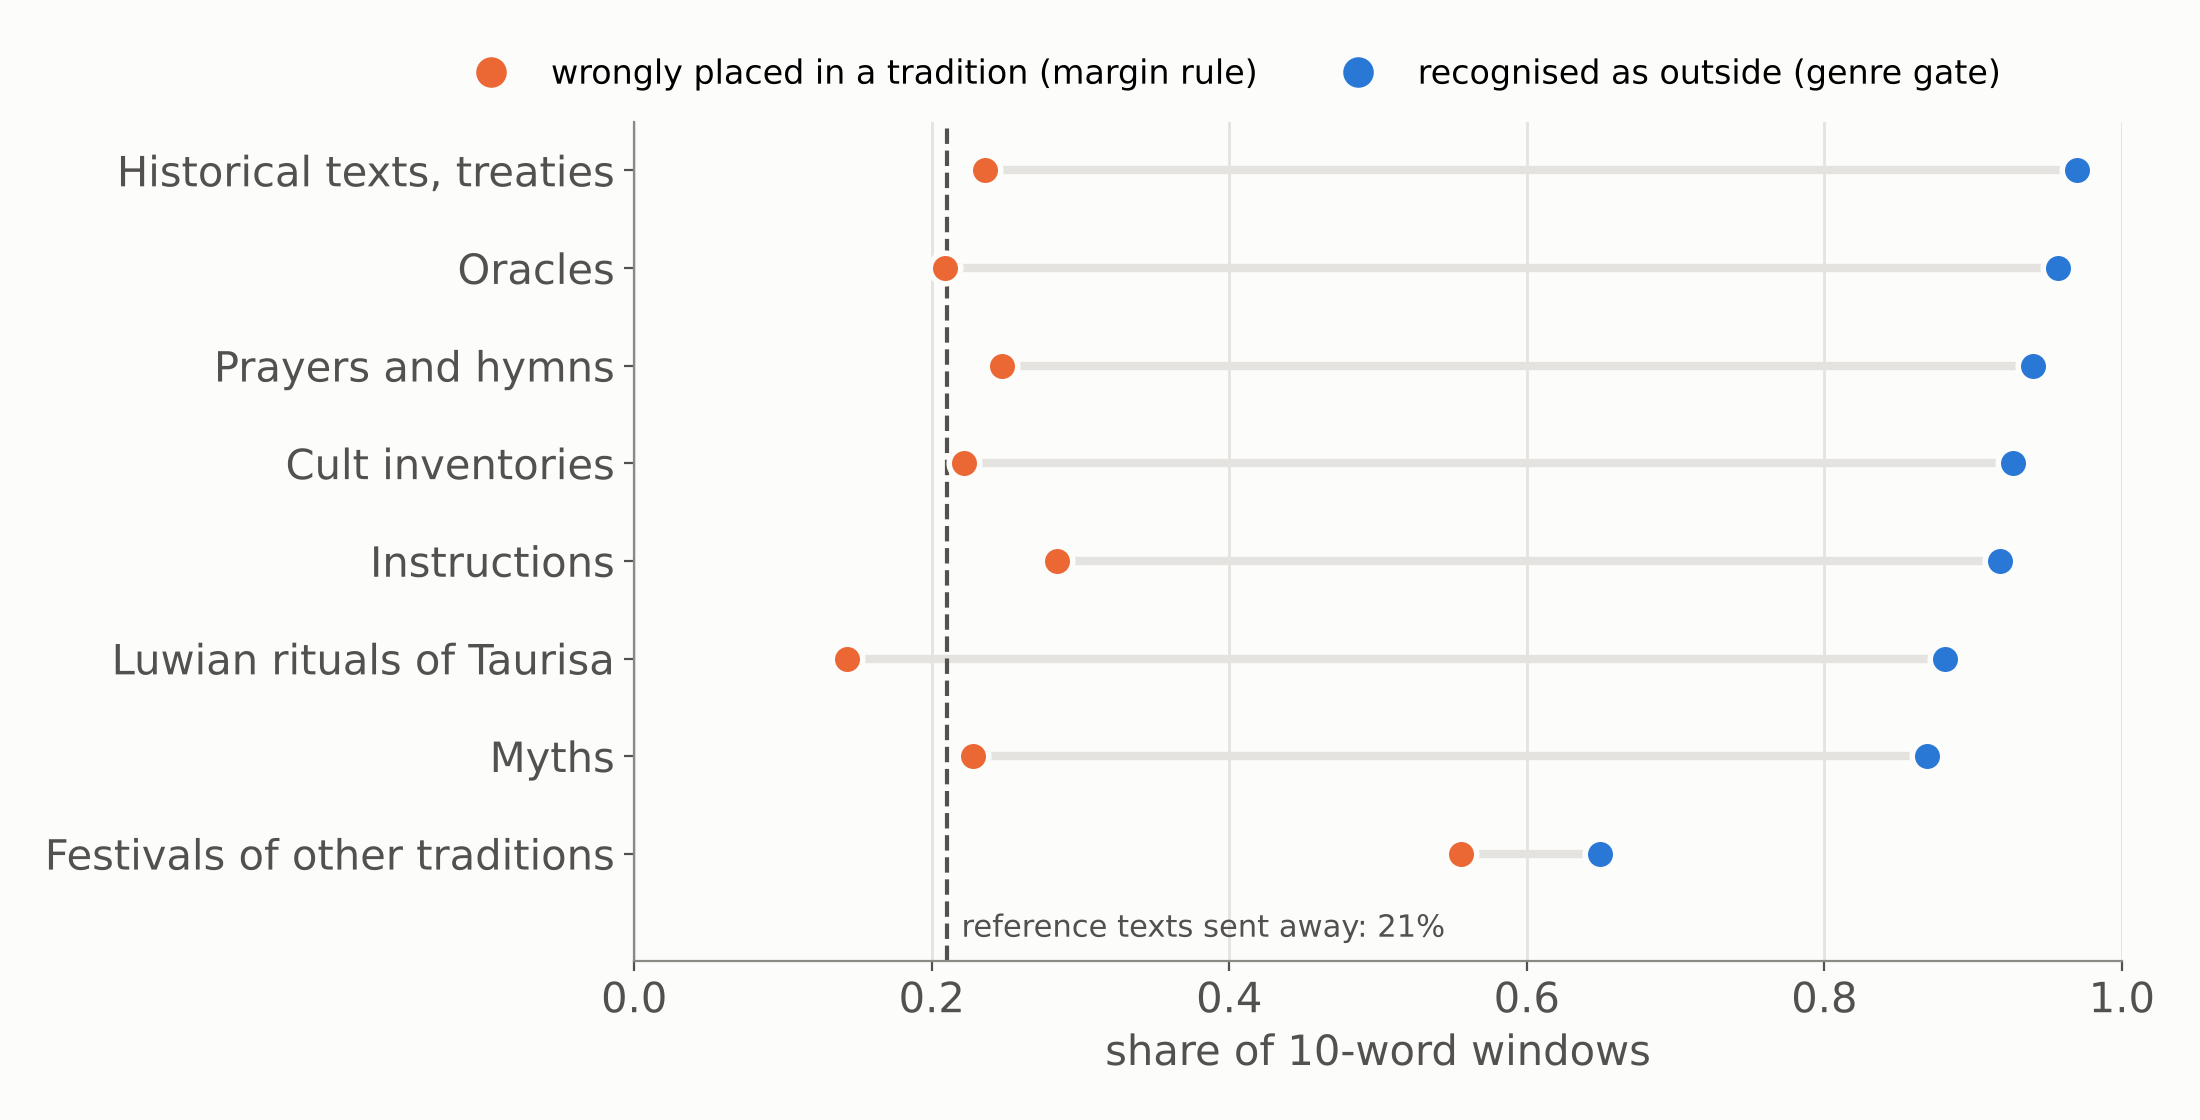 wrongly placed in a tradition (margin rule) recognised as outside (genre gate)
Historical texts, treaties
Oracles
Prayers and hymns
Cult inventories
Instructions
Luwian rituals of Taurisa
Myths
Festivals of other traditions
reference texts sent away: 21%
0.0 0.2 0.4 0.6 0.8 1.0
share of 10-word windows